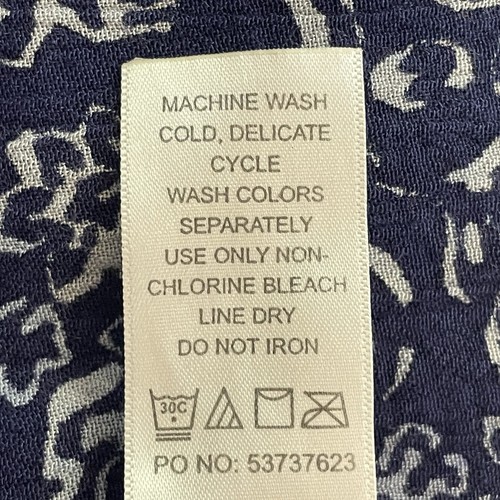 MACHINE WASH
COLD, DELICATE
CYCLE
WASH COLORS
SEPARATELY
USE ONLY NON-
CHLORINE BLEACH
LINE DRY
DO NOT IRON
30C
PO NO: 53737623